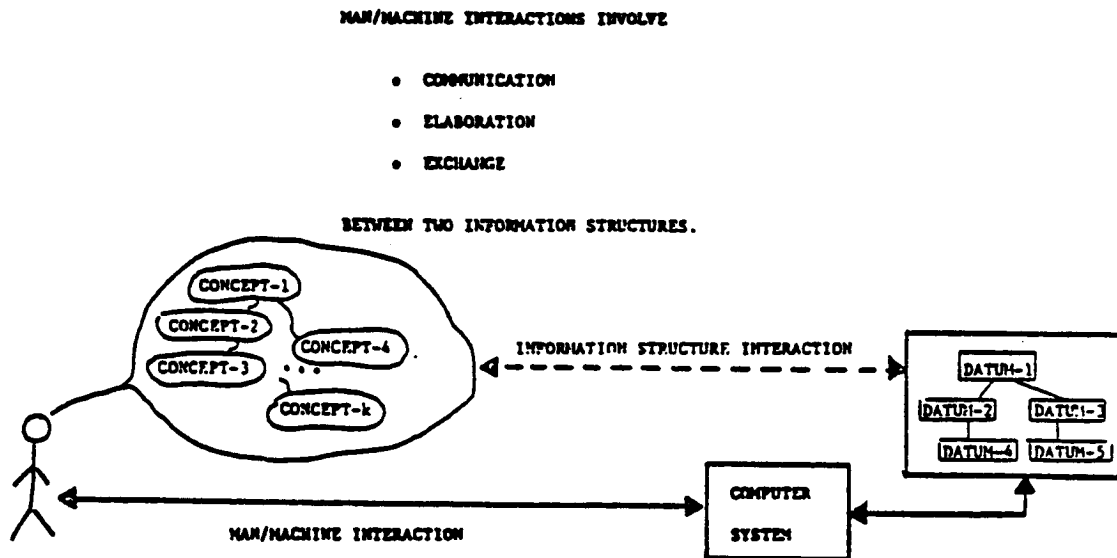 MAN/MACHINE INTERACTIONS INVOLVE
• COMMUNICATION
• ELABORATION
• EXCHANGE
BETWEEN TWO INFORMATION STRUCTURES.
CONCEPT-1
CONCEPT-2
CONCEPT-3
CONCEPT-4
...
CONCEPT-k
INFORMATION STRUCTURE INTERACTION
DATUM-1
DATUM-2
DATUM-3
DATUM-4
DATUM-5
MAN/MACHINE INTERACTION
COMPUTER
SYSTEM